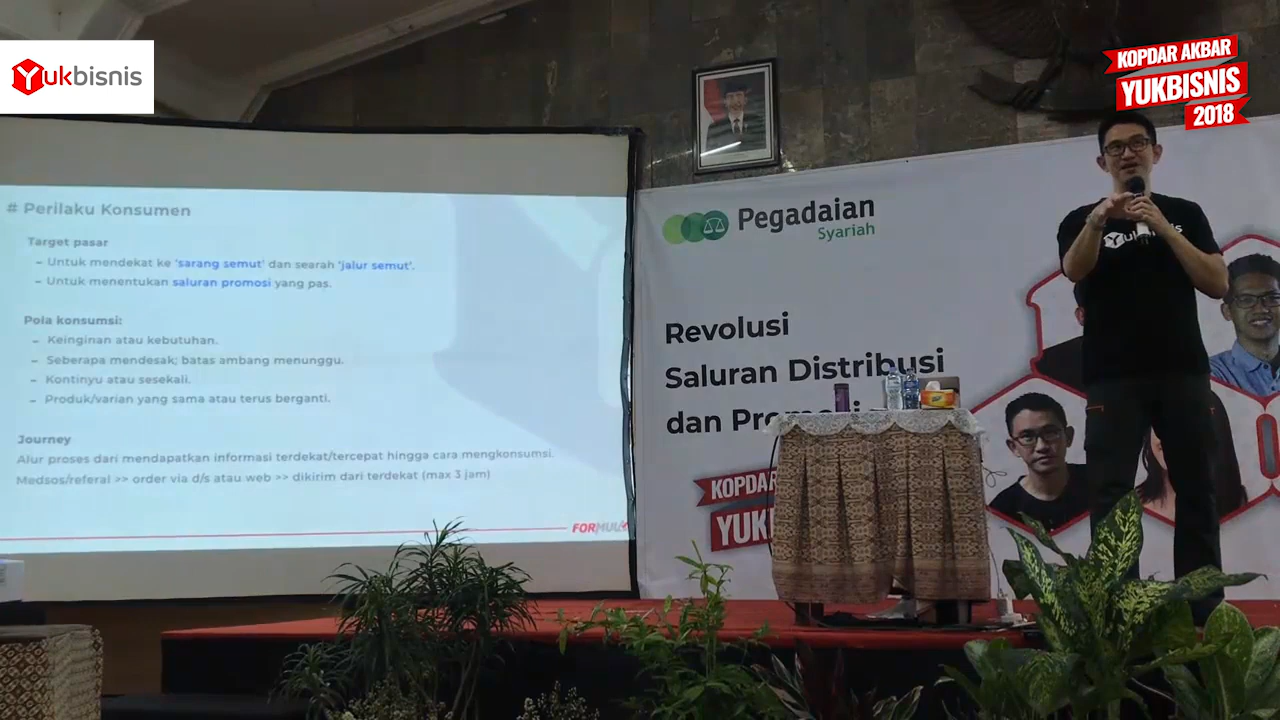 Yukbisnis
KOPDAR AKBAR
YUKBISNIS
2018
# Perilaku Konsumen
Target pasar
– Untuk mendekat ke 'sarang semut' dan searah 'jalur semut'.
– Untuk menentukan saluran promosi yang pas.
Pola konsumsi:
– Keinginan atau kebutuhan.
– Seberapa mendesak; batas ambang menunggu.
– Kontinyu atau sesekali.
– Produk/varian yang sama atau terus berganti.
Journey
Alur proses dari mendapatkan informasi terdekat/tercepat hingga cara mengkonsumsi.
Medsos/referal >> order via d/s atau web >> dikirim dari terdekat (max 3 jam)
Pegadaian
Syariah
Revolusi
Saluran Distribusi
dan
KOPDAR
Yukbisnis